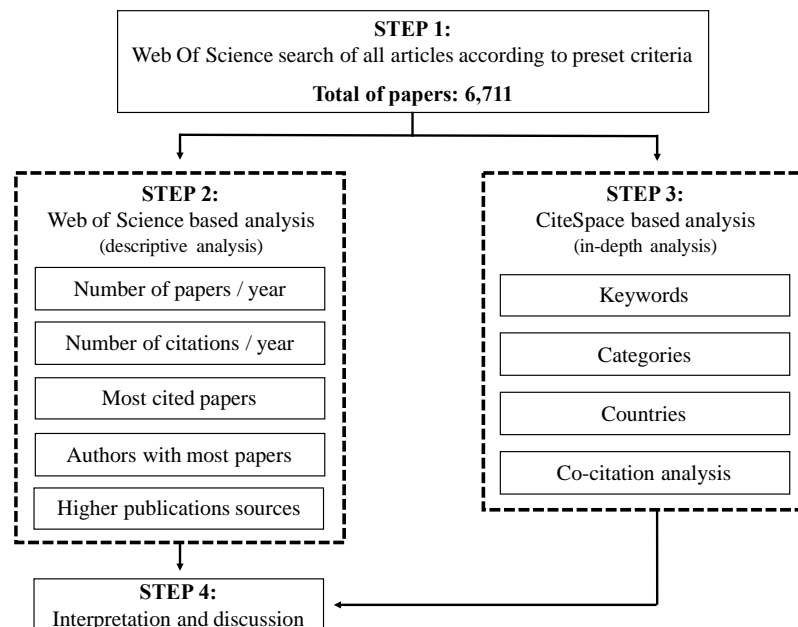 STEP 1:
Web Of Science search of all articles according to preset criteria
Total of papers: 6,711
STEP 2:
Web of Science based analysis
(descriptive analysis)
Number of papers / year
Number of citations / year
Most cited papers
Authors with most papers
Higher publications sources
STEP 3:
CiteSpace based analysis
(in-depth analysis)
Keywords
Categories
Countries
Co-citation analysis
STEP 4:
Interpretation and discussion